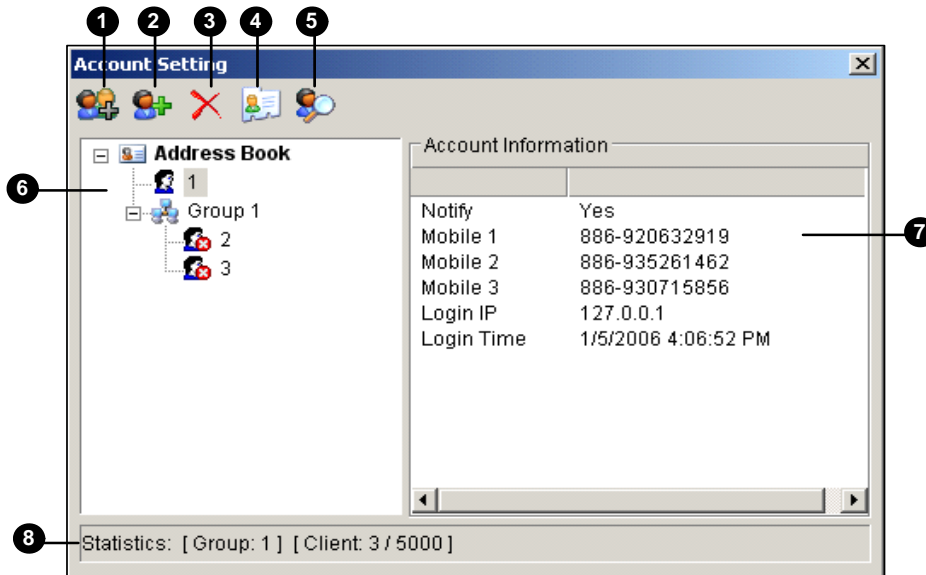 1 2 3 4 5
Account Setting
Address Book
1
Group 1
2
3
6
Account Information
Notify Yes
Mobile 1 886-920632919
Mobile 2 886-935261462
Mobile 3 886-930715856
Login IP 127.0.0.1
Login Time 1/5/2006 4:06:52 PM
7
8
Statistics: [ Group: 1 ] [ Client: 3 / 5000 ]